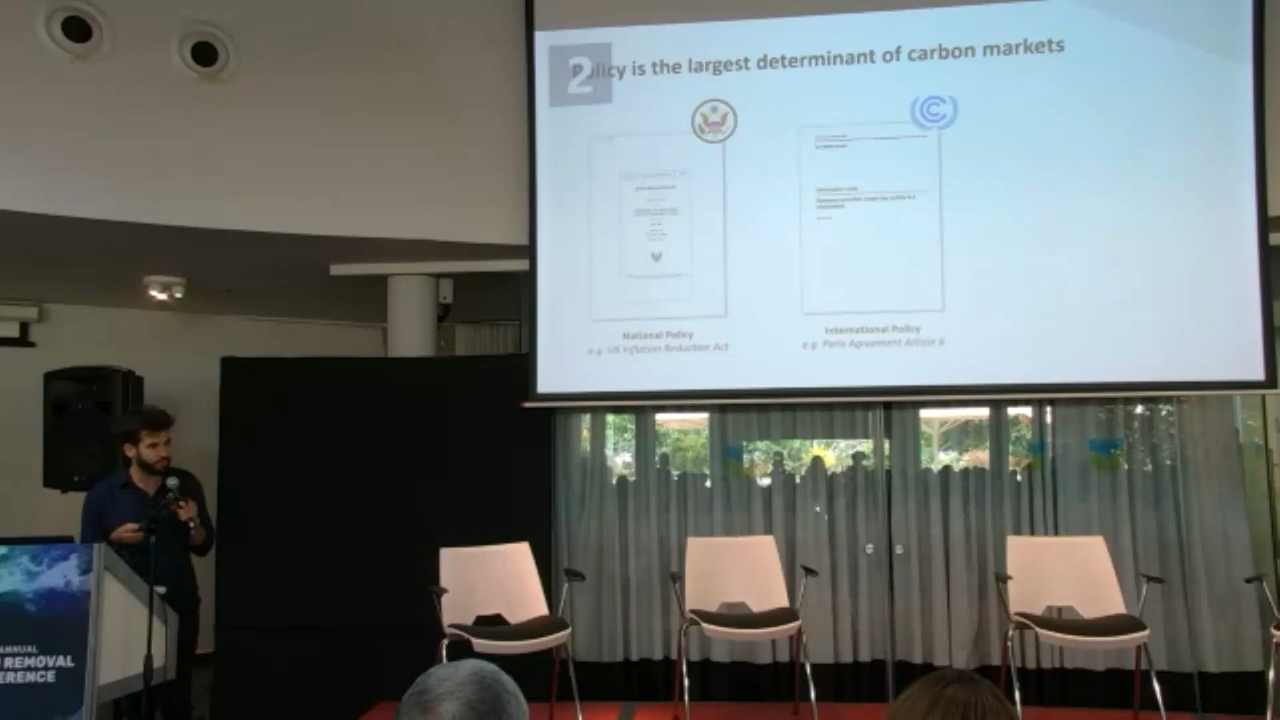 2
Policy is the largest determinant of carbon markets
National Policy
e.g. US Inflation Reduction Act
International Policy
e.g. Paris Agreement Article 6
ANNUAL
REMOVAL
ERENCE